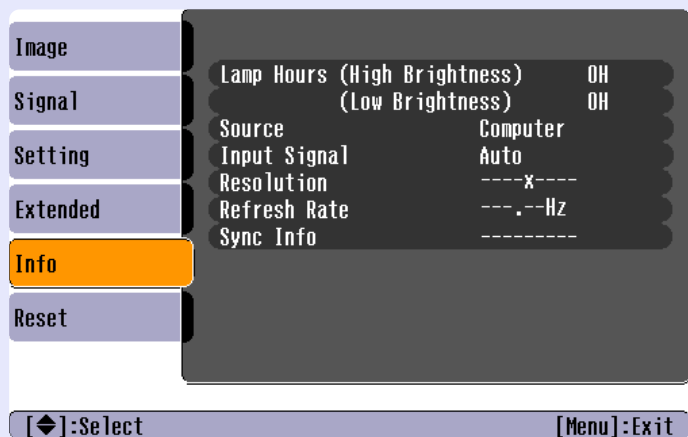 Image
Signal
Setting
Extended
Info
Reset
Lamp Hours (High Brightness) 0H
(Low Brightness) 0H
Source Computer
Input Signal Auto
Resolution ----x----
Refresh Rate ---.--Hz
Sync Info ---------
[◆]:Select [Menu]:Exit